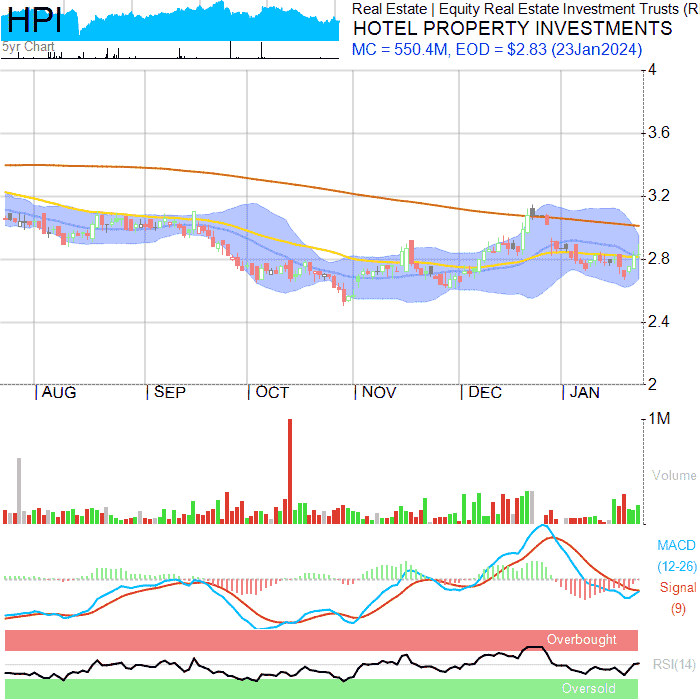 HPI
5yr Chart
Real Estate | Equity Real Estate Investment Trusts (R
HOTEL PROPERTY INVESTMENTS
MC = 550.4M, EOD = $2.83 (23Jan2024)
4
3.6
3.2
2.8
2.4
2
|AUG |SEP |OCT |NOV |DEC |JAN
1M
Volume
MACD
(12-26)
Signal
(9)
Overbought
RSI(14)
Oversold